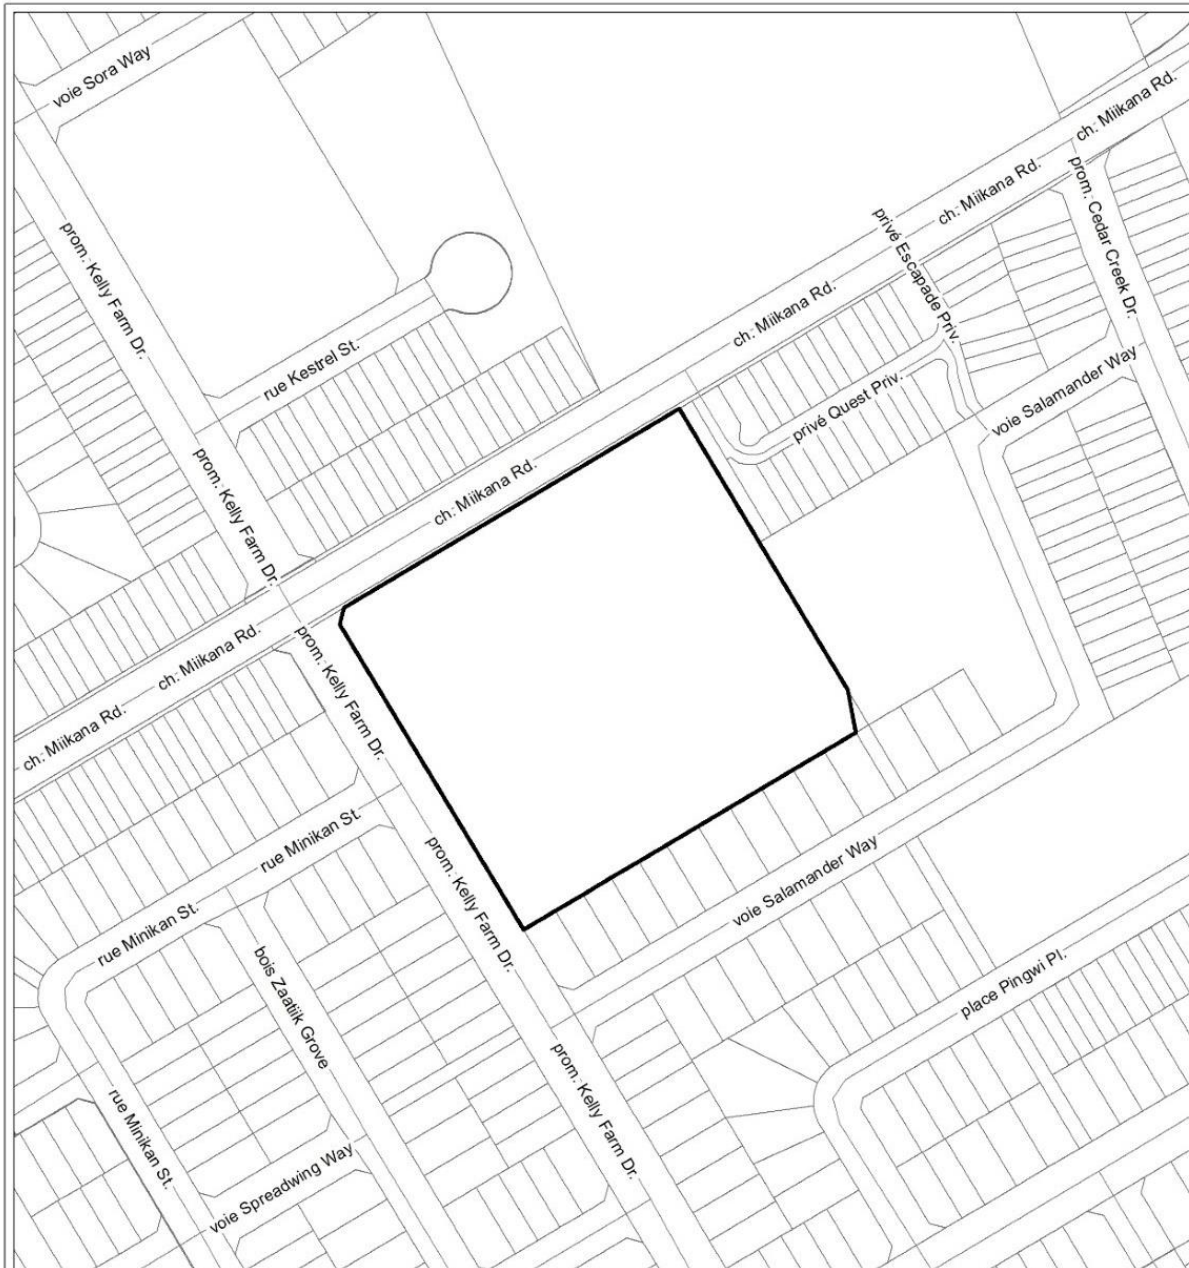 voie Sora Way
ch. Miikana Rd.
prom. Cedar Creek Dr.
ch. Miikana Rd.
privé Escapade Priv.
prom. Kelly Farm Dr.
ch. Miikana Rd.
rue Kestrel St.
privé Quest Priv.
voie Salamander Way
prom. Kelly Farm Dr.
ch. Miikana Rd.
ch. Miikana Rd.
prom. Kelly Farm Dr.
ch. Miikana Rd.
rue Minikan St.
prom. Kelly Farm Dr.
voie Salamander Way
rue Minikan St.
bois Zaatiik Grove
place Pingwi Pl.
prom. Kelly Farm Dr.
rue Minikan St.
voie Spreadwing Way